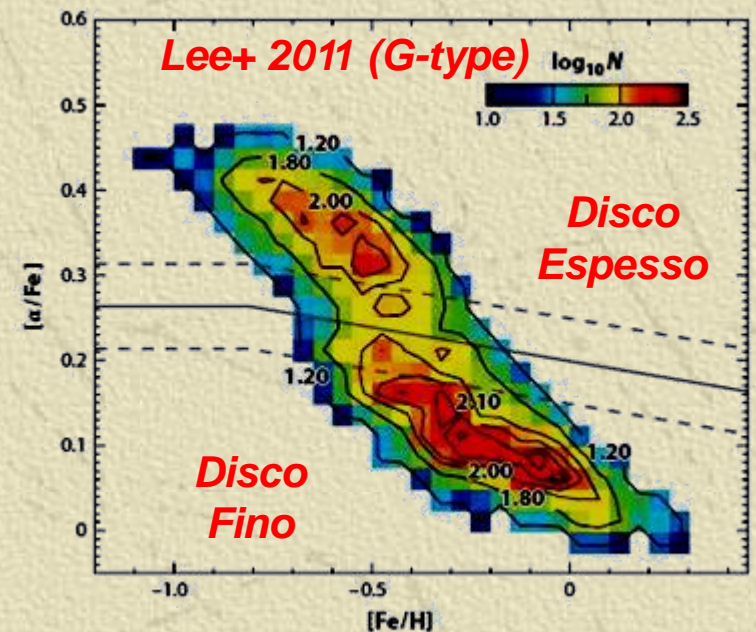 Lee+ 2011 (G-type)
log₁₀N
1.0 1.5 2.0 2.5
0.6
0.5
0.4
0.3
0.2
0.1
0
[α/Fe]
1.20
1.80
2.00
Disco
Espesso
1.20
2.10
1.20
2.00
1.80
Disco
Fino
−1.0 −0.5 0
[Fe/H]